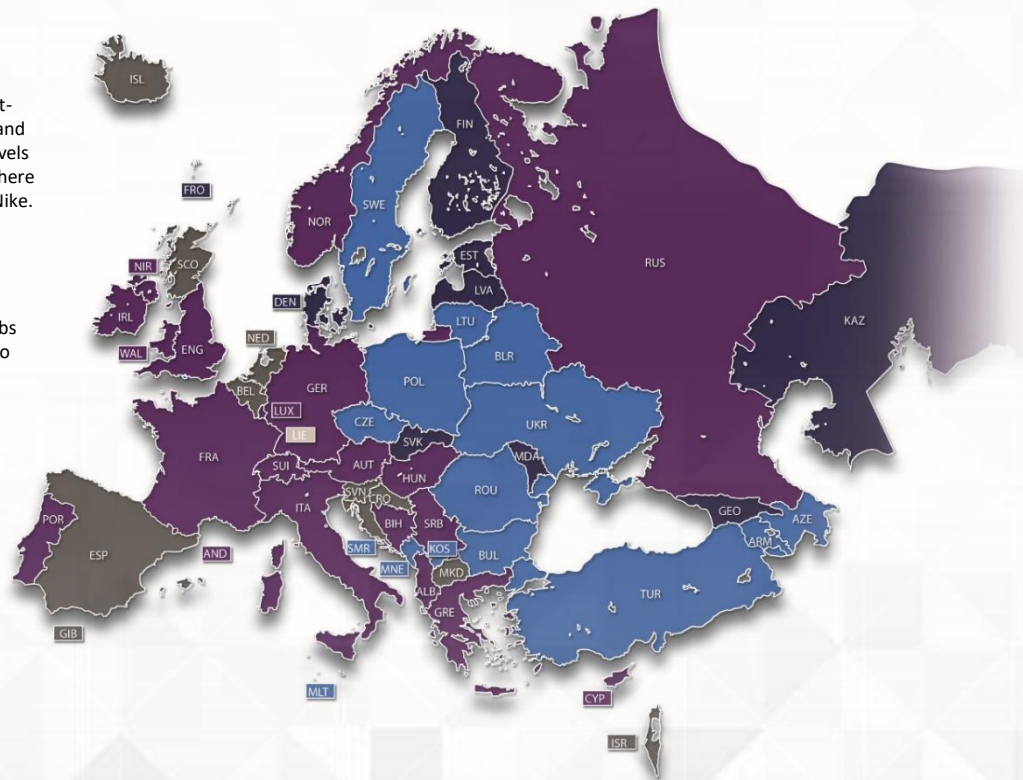 t-
and
vels
here
Nike.
bs
o
ISL
FRO
FIN
SWE
NOR
RUS
SCO
NIR
EST
IRL
DEN
LVA
KAZ
LTU
NED
WAL
ENG
BLR
BEL
GER
POL
LUX
CZE
UKR
LIE
SVK
FRA
MDA
SUI
AUT
HUN
ROU
SVN
CRO
ITA
GEO
POR
BIH
SRB
AZE
ESP
AND
SMR
KOS
BUL
ARM
MNE
MKD
ALB
TUR
GRE
GIB
MLT
CYP
ISR